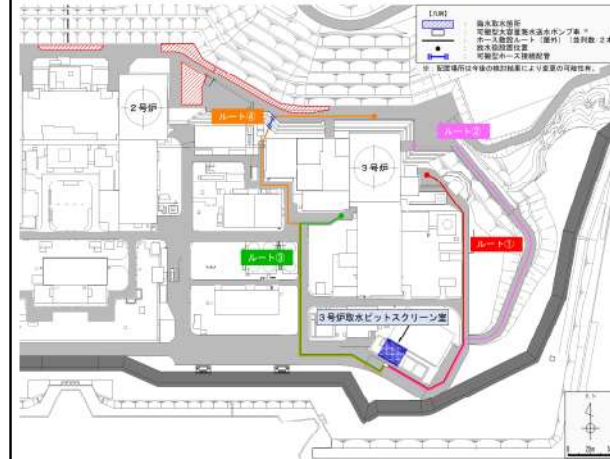 【凡例】
：海水取水箇所
：可搬型大容量海水送水ポンプ車 ※
：ホース敷設ルート（屋外）
：放水砲設置位置
：可搬型ホース接続配管
※：配置場所は今後の検討結果により変更の可能性有。
ルート④
ルート②
2号炉
3号炉
ルート①
ルート③
3号炉取水ピットスクリーン室